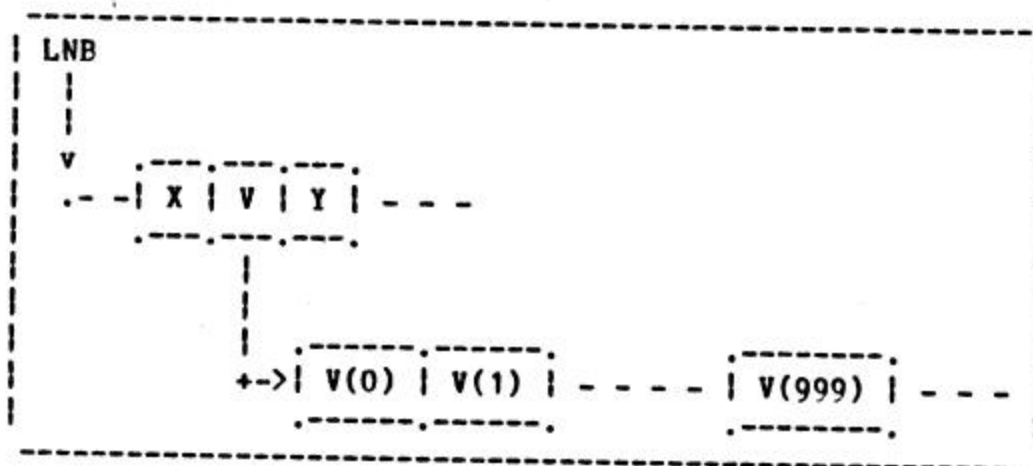 LNB
v
X | V | Y
+->| V(0) | V(1) | - - - - | V(999) | - - -